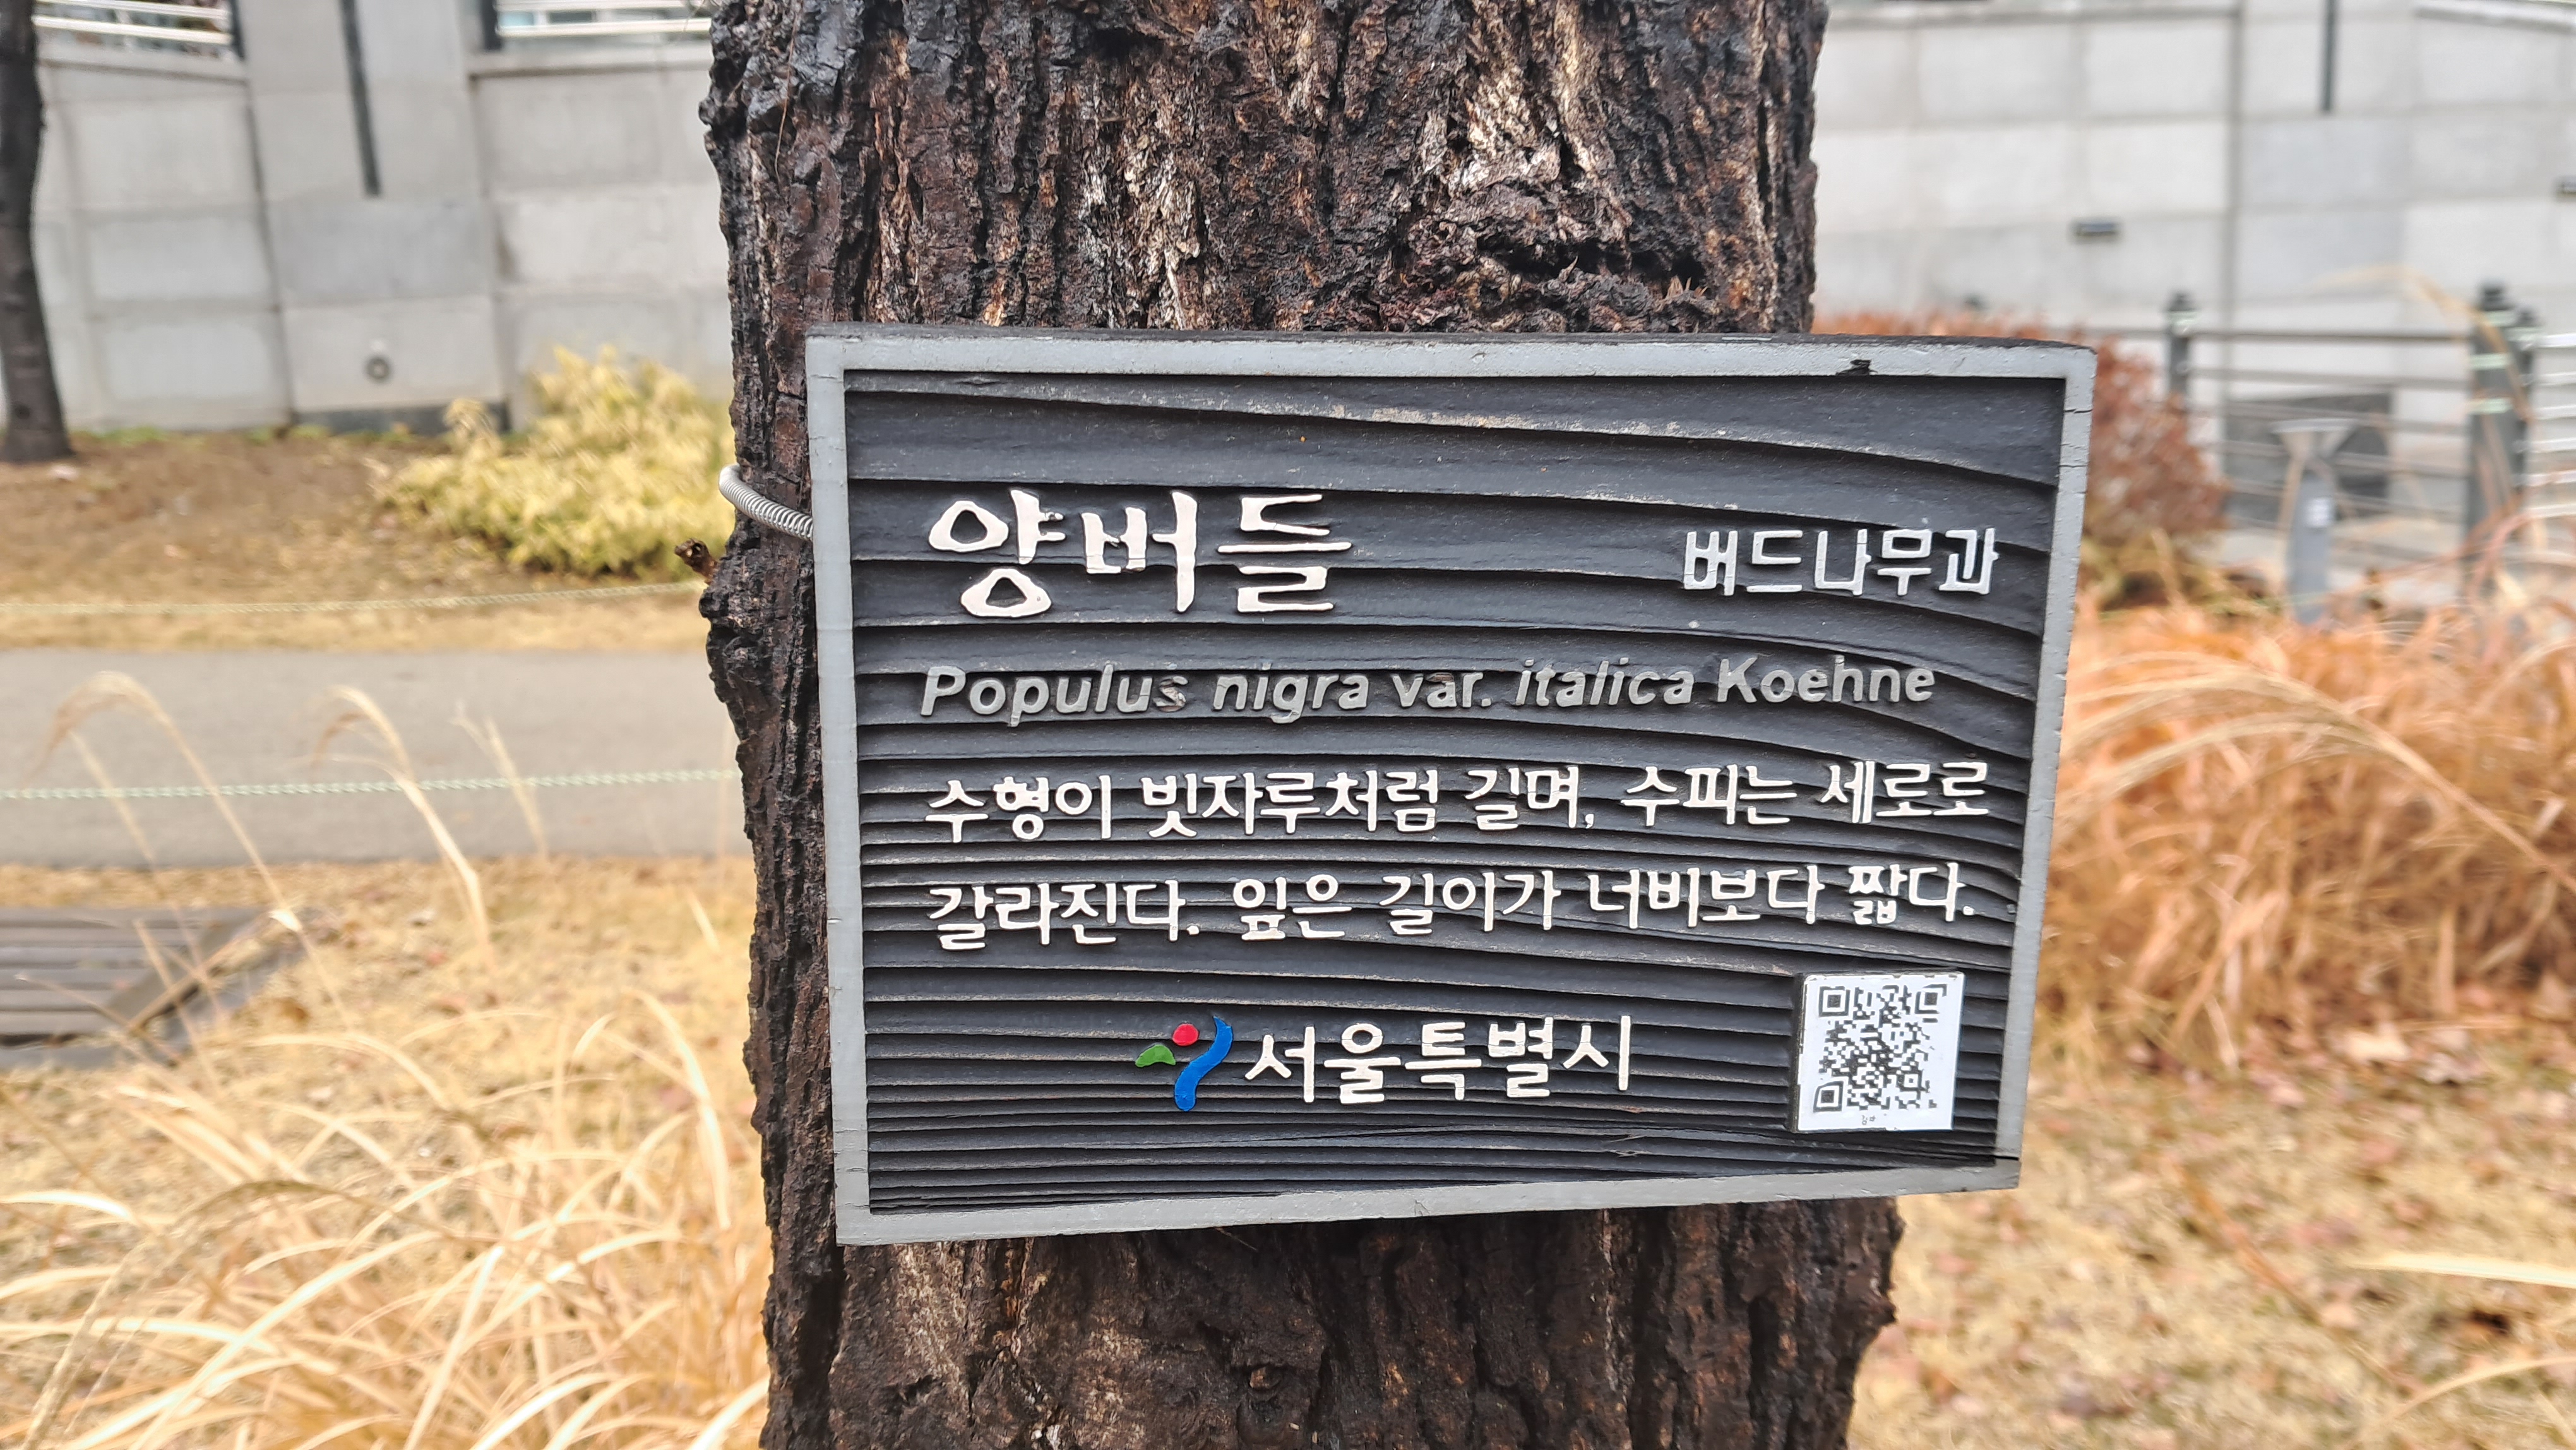 양버들 버드나무과
Populus nigra var. italica Koehne
수형이 빗자루처럼 길며, 수피는 세로로
갈라진다. 잎은 길이가 너비보다 짧다.
서울특별시